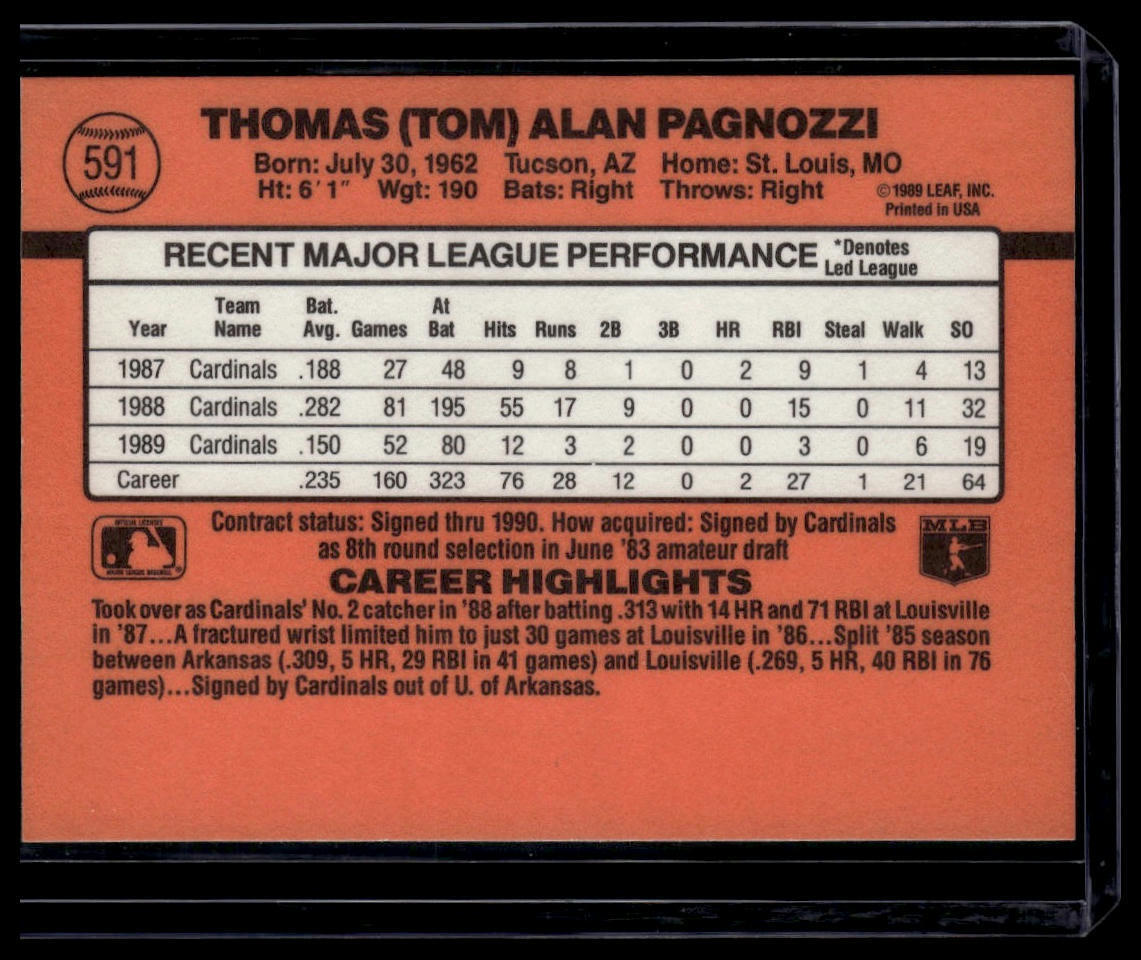 591
THOMAS (TOM) ALAN PAGNOZZI
Born: July 30, 1962 Tucson, AZ Home: St. Louis, MO
Ht: 6'1" Wgt: 190 Bats: Right Throws: Right
©1989 LEAF, INC.
Printed in USA
RECENT MAJOR LEAGUE PERFORMANCE *Denotes
Led League
Year Team Name Bat. Avg. Games At Bat Hits Runs 2B 3B HR RBI Steal Walk SO
1987 Cardinals .188 27 48 9 8 1 0 2 9 1 4 13
1988 Cardinals .282 81 195 55 17 9 0 0 15 0 11 32
1989 Cardinals .150 52 80 12 3 2 0 0 3 0 6 19
Career .235 160 323 76 28 12 0 2 27 1 21 64
Contract status: Signed thru 1990. How acquired: Signed by Cardinals
as 8th round selection in June '83 amateur draft
OFFICIAL LICENSEE
MAJOR LEAGUE BASEBALL®
MLB
CAREER HIGHLIGHTS
Took over as Cardinals' No. 2 catcher in '88 after batting .313 with 14 HR and 71 RBI at Louisville
in '87...A fractured wrist limited him to just 30 games at Louisville in '86...Split '85 season
between Arkansas (.309, 5 HR, 29 RBI in 41 games) and Louisville (.269, 5 HR, 40 RBI in 76
games)...Signed by Cardinals out of U. of Arkansas.